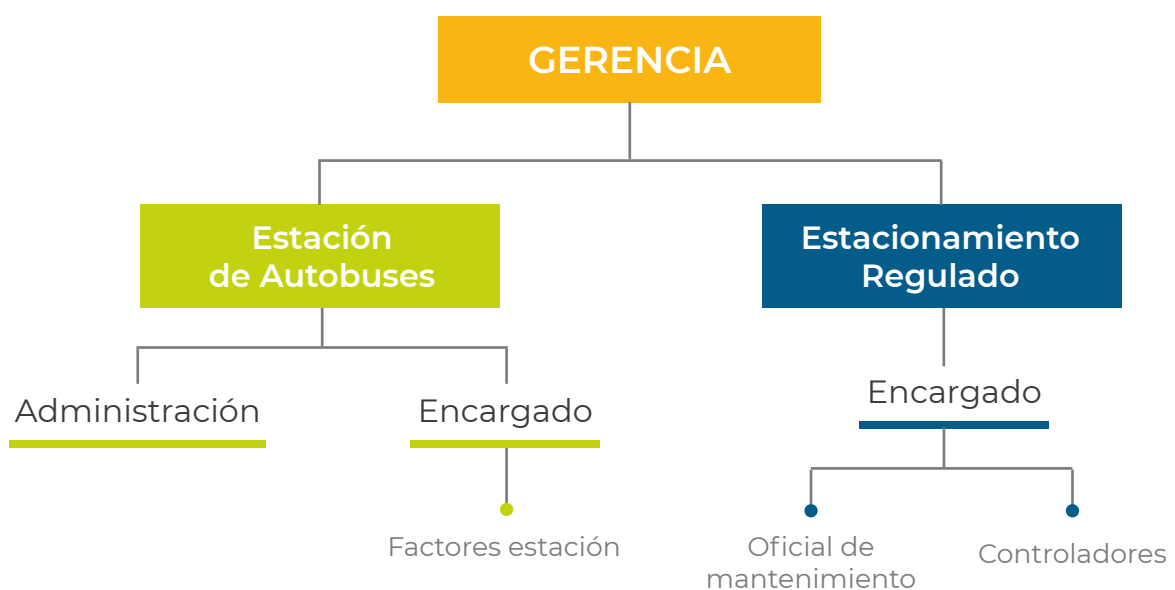 GERENCIA
Estación
de Autobuses
Estacionamiento
Regulado
Administración
Encargado
Encargado
Factores estación
Oficial de
mantenimiento
Controladores